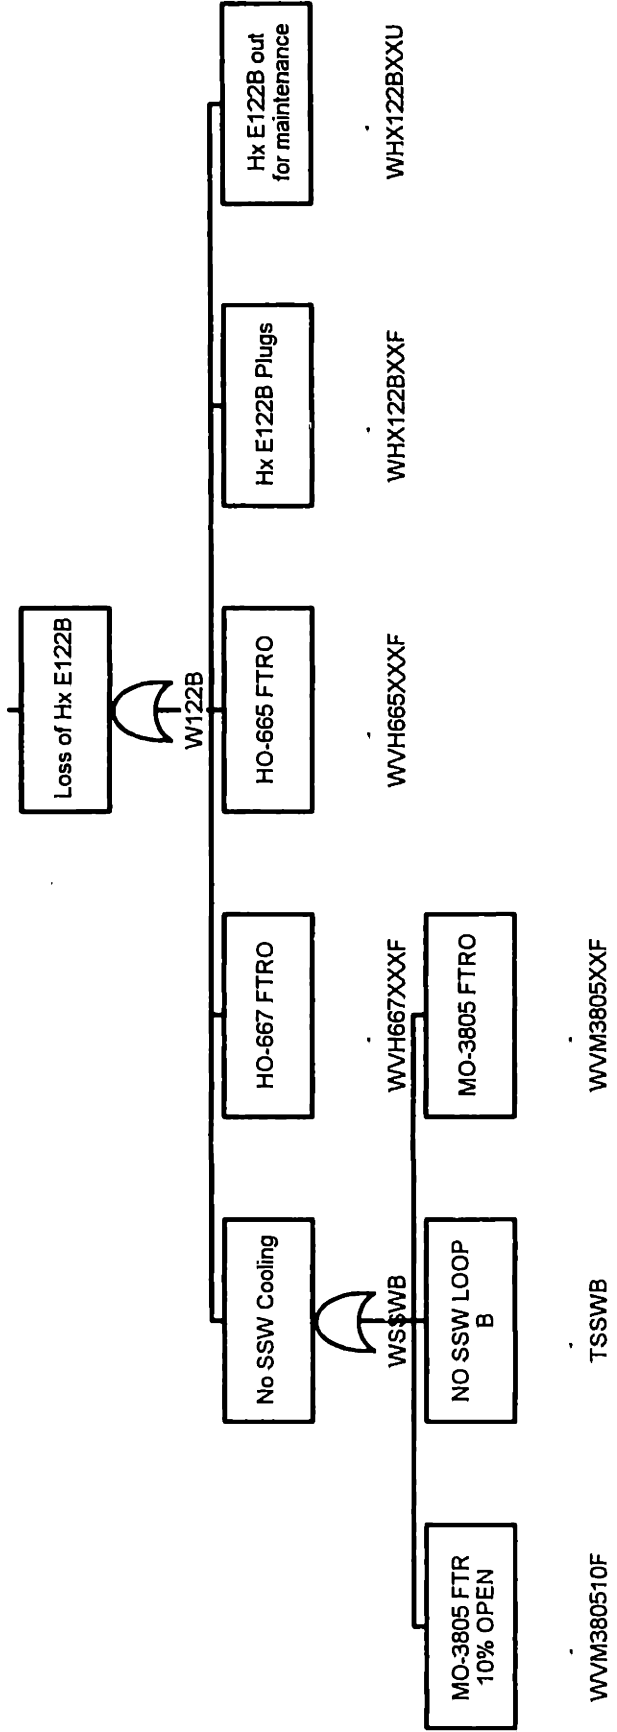 Loss of Hx E122B
W122B
No SSW Cooling
HO-667 FTRO
HO-665 FTRO
Hx E122B Plugs
Hx E122B out
for maintenance
WSSWB
WVH667XXXF
WVH665XXXF
WHX122BXXF
WHX122BXXU
MO-3805 FTR
10% OPEN
NO SSW LOOP
B
MO-3805 FTRO
WVM380510F
TSSWB
WVM3805XXF